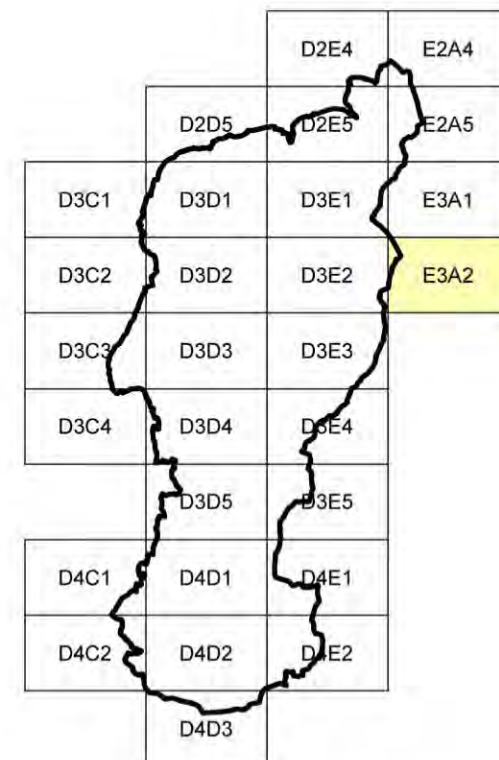 D2E4 E2A4
D2D5 D2E5 E2A5
D3C1 D3D1 D3E1 E3A1
D3C2 D3D2 D3E2 E3A2
D3C3 D3D3 D3E3
D3C4 D3D4 D3E4
D3D5 D3E5
D4C1 D4D1 D4E1
D4C2 D4D2 D4E2
D4D3